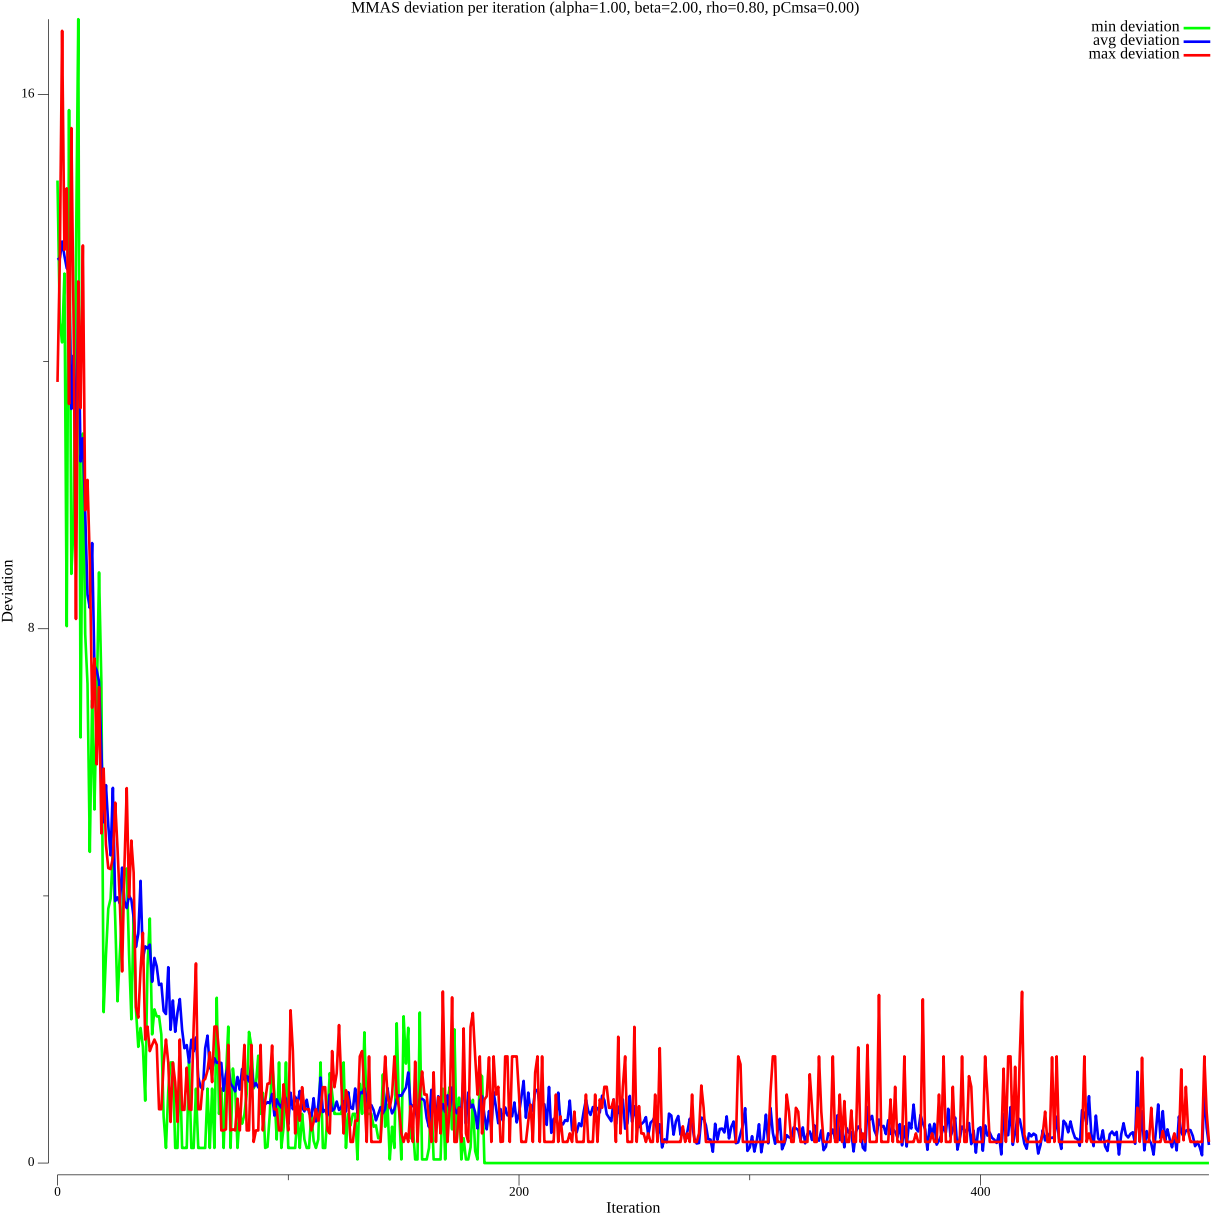 MMAS deviation per iteration (alpha=1.00, beta=2.00, rho=0.80, pCmsa=0.00)
min deviation
avg deviation
max deviation
16
8
0
Deviation
0
200
400
Iteration